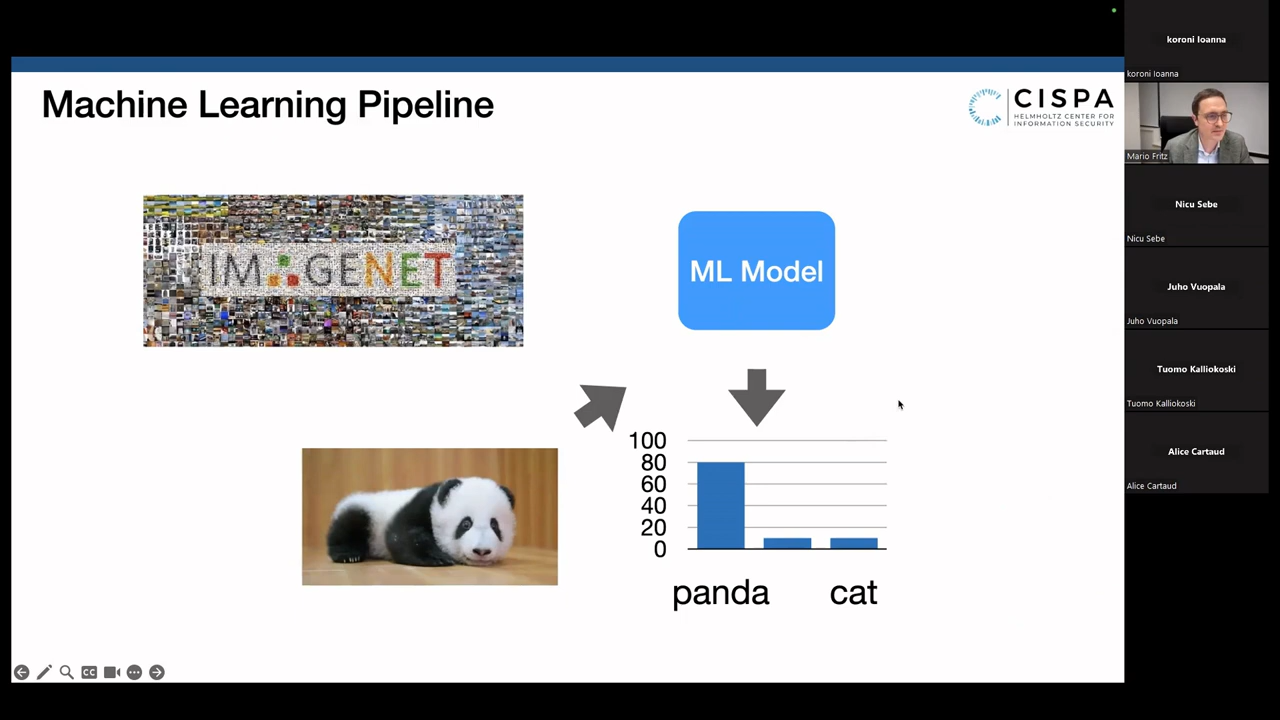 Machine Learning Pipeline
CISPA
HELMHOLTZ CENTER FOR
INFORMATION SECURITY
IMAGENET
ML Model
100
80
60
40
20
0
panda
cat
CC
koroni Ioanna
koroni Ioanna
Mario Fritz
Nicu Sebe
Nicu Sebe
Juho Vuopala
Juho Vuopala
Tuomo Kalliokoski
Tuomo Kalliokoski
Alice Cartaud
Alice Cartaud